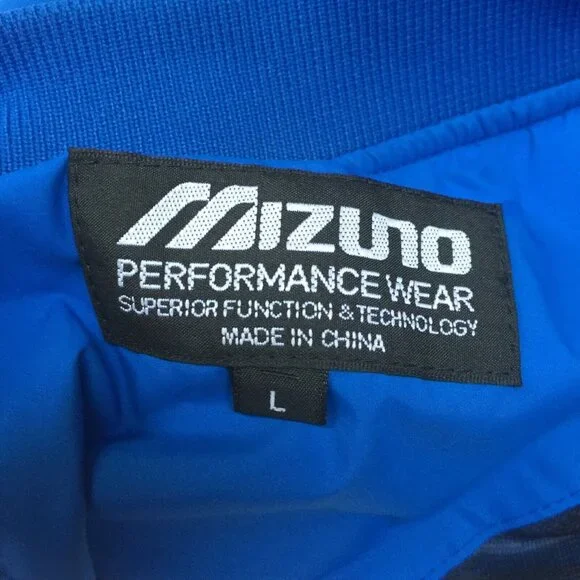 MIZUNO
PERFORMANCE WEAR
SUPERIOR FUNCTION & TECHNOLOGY
MADE IN CHINA
L